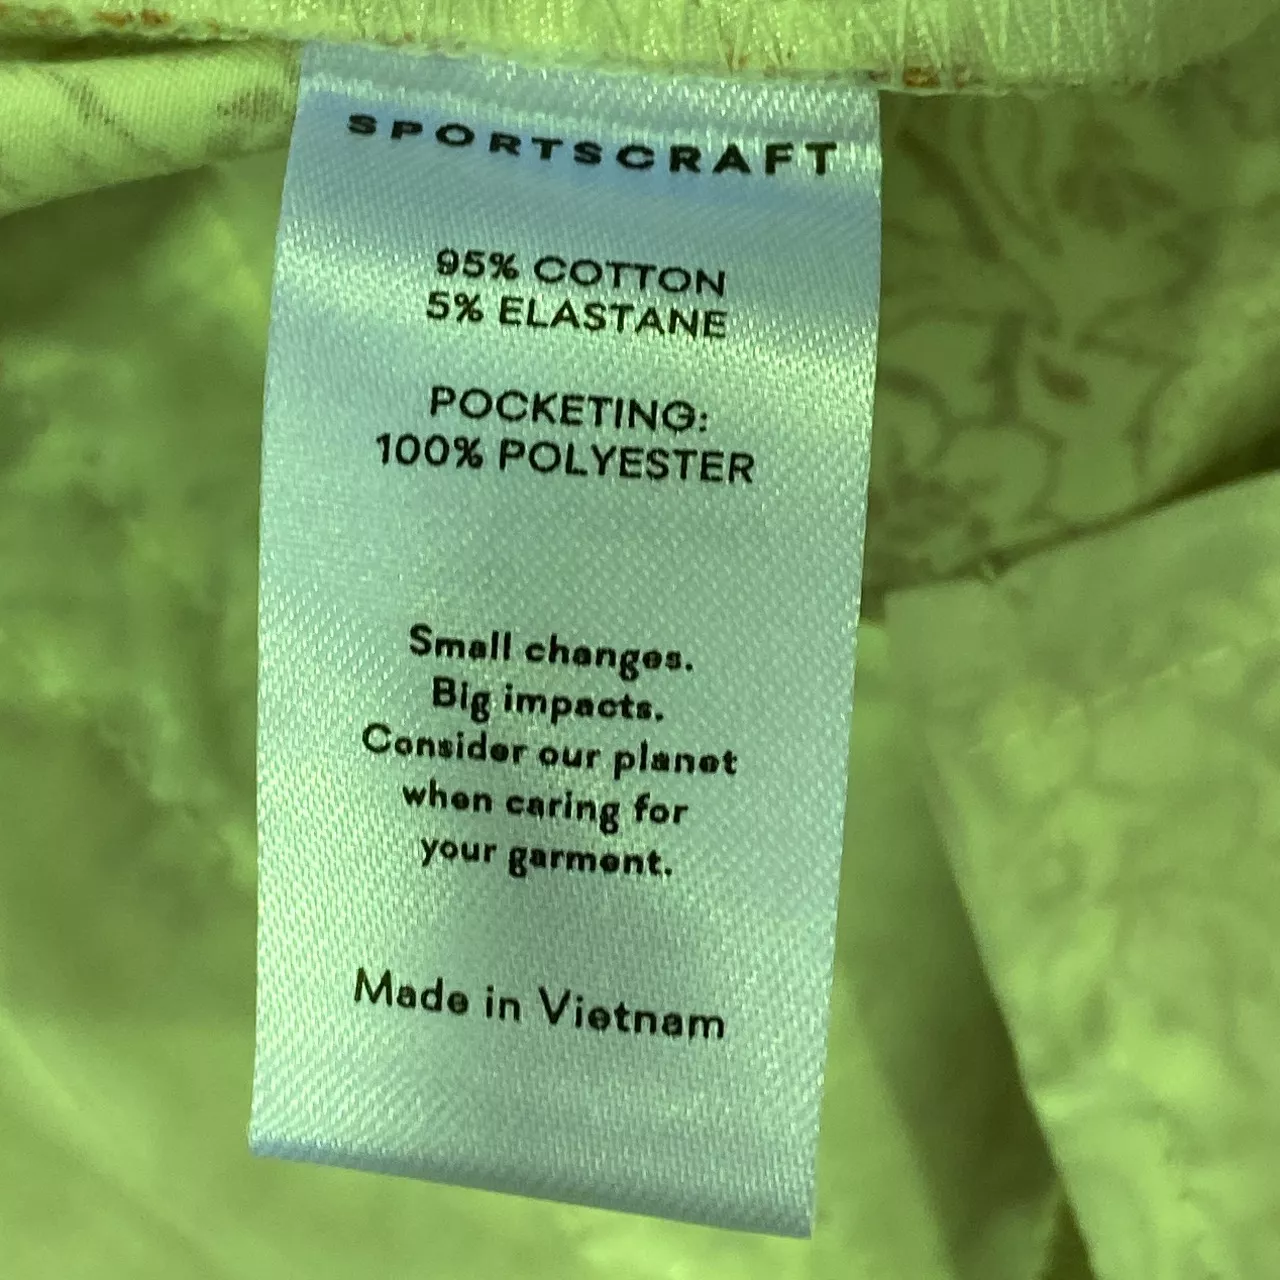 SPORTSCRAFT
95% COTTON
5% ELASTANE
POCKETING:
100% POLYESTER
Small changes.
Big impacts.
Consider our planet
when caring for
your garment.
Made in Vietnam